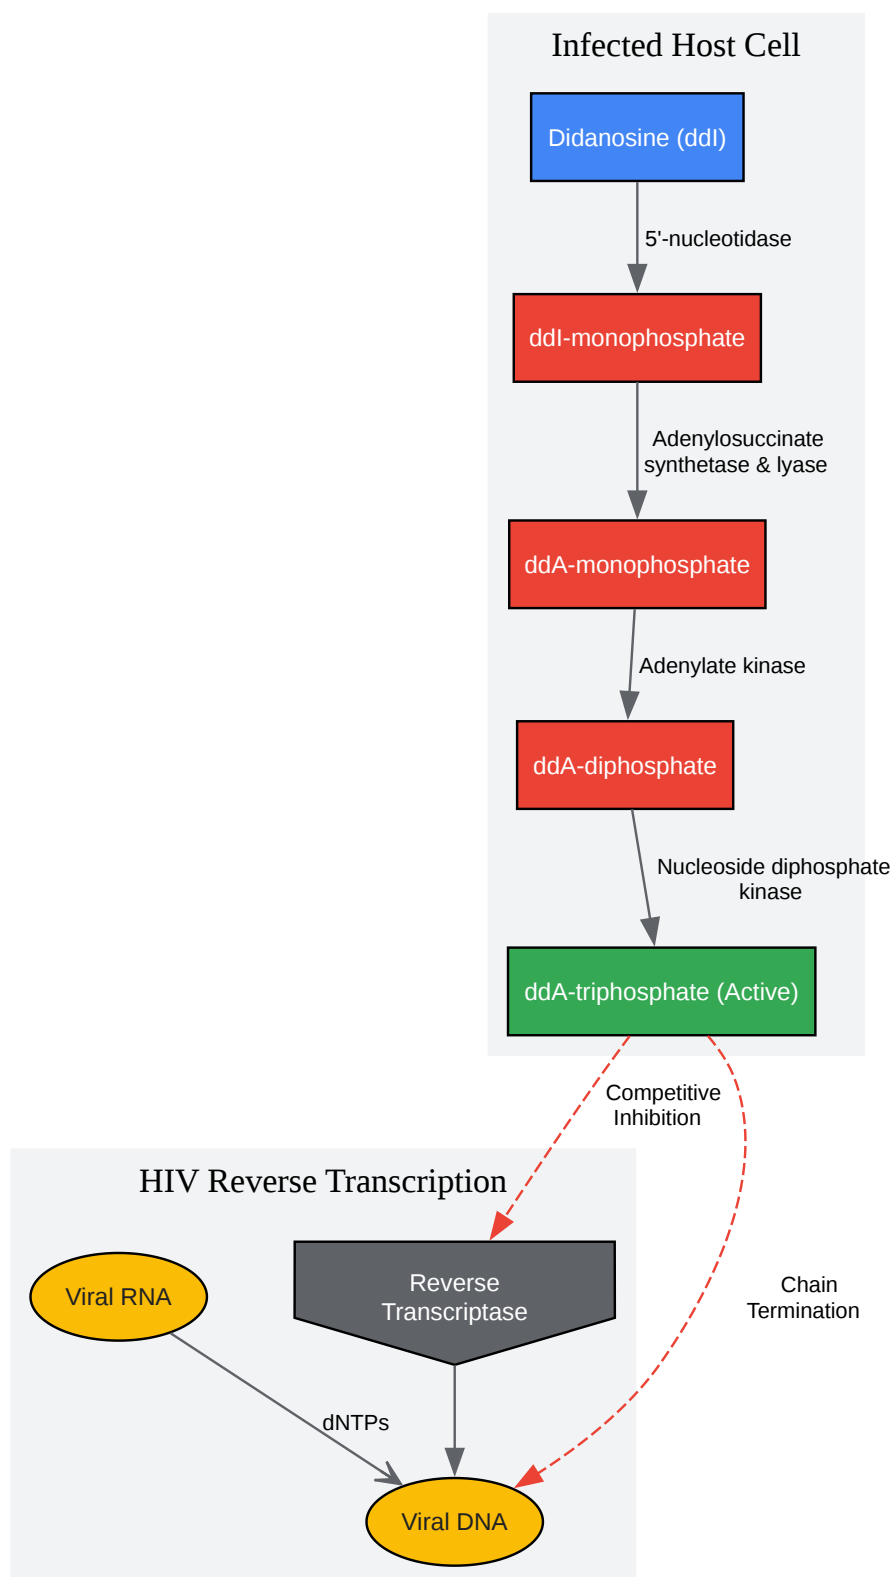 Infected Host Cell
Didanosine (ddI)
5'-nucleotidase
ddI-monophosphate
Adenylosuccinate
synthetase & lyase
ddA-monophosphate
Adenylate kinase
ddA-diphosphate
Nucleoside diphosphate
kinase
ddA-triphosphate (Active)
Competitive
Inhibition
HIV Reverse Transcription
Viral RNA
Reverse
Transcriptase
Chain
Termination
dNTPs
Viral DNA